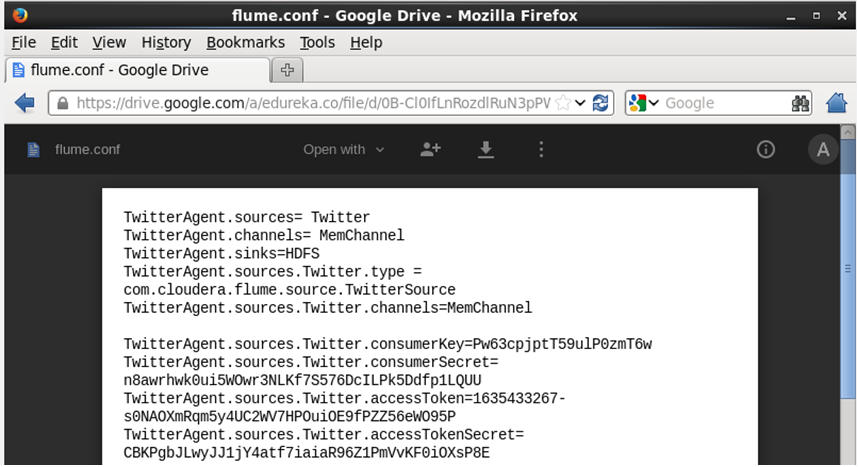 flume.conf - Google Drive - Mozilla Firefox
File Edit View History Bookmarks Tools Help
flume.conf - Google Drive
https://drive.google.com/a/edureka.co/file/d/0B-Cl0IfLnRozdlRuN3pPV Google
flume.conf Open with A
TwitterAgent.sources= Twitter
TwitterAgent.channels= MemChannel
TwitterAgent.sinks=HDFS
TwitterAgent.sources.Twitter.type =
com.cloudera.flume.source.TwitterSource
TwitterAgent.sources.Twitter.channels=MemChannel
TwitterAgent.sources.Twitter.consumerKey=Pw63cpjptT59ulP0zmT6w
TwitterAgent.sources.Twitter.consumerSecret=
n8awrhwk0ui5WOwr3NLKf7S576DcILPk5Ddfp1LQUU
TwitterAgent.sources.Twitter.accessToken=1635433267-
s0NAOXmRqm5y4UC2WV7HPOuiOE9fPZZ56eWO95P
TwitterAgent.sources.Twitter.accessTokenSecret=
CBKPgbJLwyJJ1jY4atf7iaiaR96Z1PmVvKF0iOXsP8E